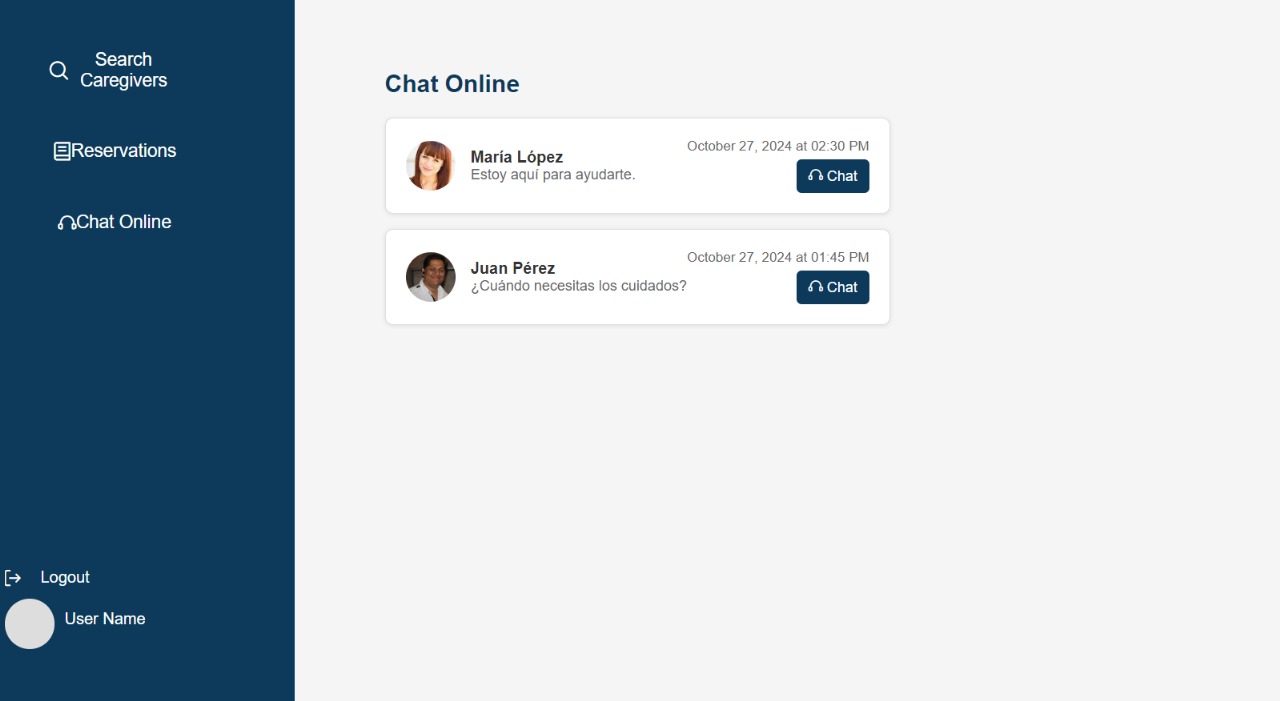 Search
Caregivers
Reservations
Chat Online
Logout
User Name
Chat Online
María López
Estoy aquí para ayudarte.
October 27, 2024 at 02:30 PM
Chat
Juan Pérez
¿Cuándo necesitas los cuidados?
October 27, 2024 at 01:45 PM
Chat